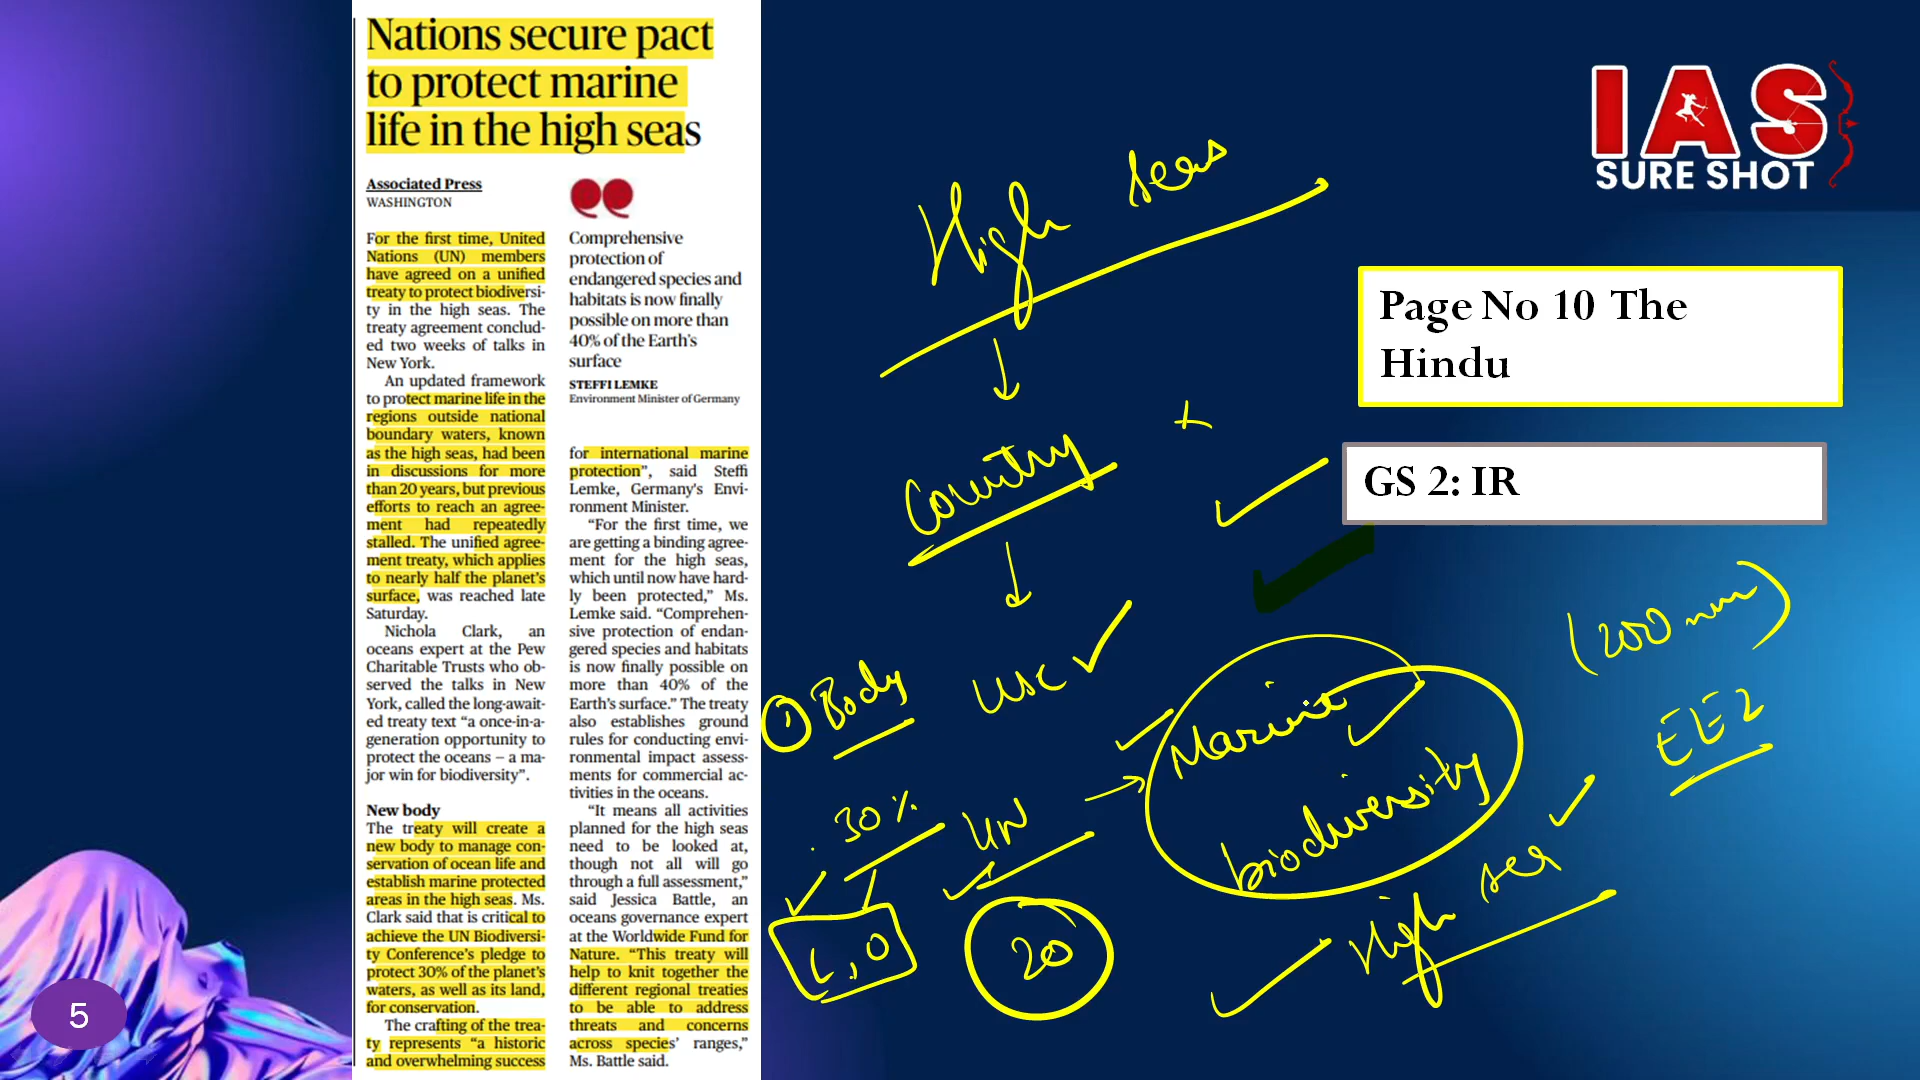 Nations secure pact
to protect marine
life in the high seas
Associated Press
WASHINGTON
For the first time, United
Nations (UN) members
have agreed on a unified
treaty to protect biodiversi-
ty in the high seas. The
treaty agreement conclud-
ed two weeks of talks in
New York.
An updated framework
to protect marine life in the
regions outside national
boundary waters, known
as the high seas, had been
in discussions for more
than 20 years, but previous
efforts to reach an agree-
ment had repeatedly
stalled. The unified agree-
ment treaty, which applies
to nearly half the planet's
surface, was reached late
Saturday.
Nichola Clark, an
oceans expert at the Pew
Charitable Trusts who ob-
served the talks in New
York, called the long-await-
ed treaty text “a once-in-a-
generation opportunity to
protect the oceans – a ma-
jor win for biodiversity”.
New body
The treaty will create a
new body to manage con-
servation of ocean life and
establish marine protected
areas in the high seas. Ms.
Clark said that is critical to
achieve the UN Biodiversi-
ty Conference's pledge to
protect 30% of the planet's
waters, as well as its land,
for conservation.
The crafting of the trea-
ty represents “a historic
and overwhelming success
Comprehensive
protection of
endangered species and
habitats is now finally
possible on more than
40% of the Earth's
surface
STEFFI LEMKE
Environment Minister of Germany
for international marine
protection”, said Steffi
Lemke, Germany's Envi-
ronment Minister.
“For the first time, we
are getting a binding agree-
ment for the high seas,
which until now have hard-
ly been protected,” Ms.
Lemke said. “Comprehen-
sive protection of endan-
gered species and habitats
is now finally possible on
more than 40% of the
Earth's surface.” The treaty
also establishes ground
rules for conducting envi-
ronmental impact assess-
ments for commercial ac-
tivities in the oceans.
“It means all activities
planned for the high seas
need to be looked at,
though not all will go
through a full assessment,”
said Jessica Battle, an
oceans governance expert
at the Worldwide Fund for
Nature. “This treaty will
help to knit together the
different regional treaties
to be able to address
threats and concerns
across species' ranges,”
Ms. Battle said.
High seas
Country
① Body
use
30%
UN
L, O
20
Marine
biodiversity
High sea
(200 nm)
EEZ
IAS
SURE SHOT
Page No 10 The
Hindu
GS 2: IR
5